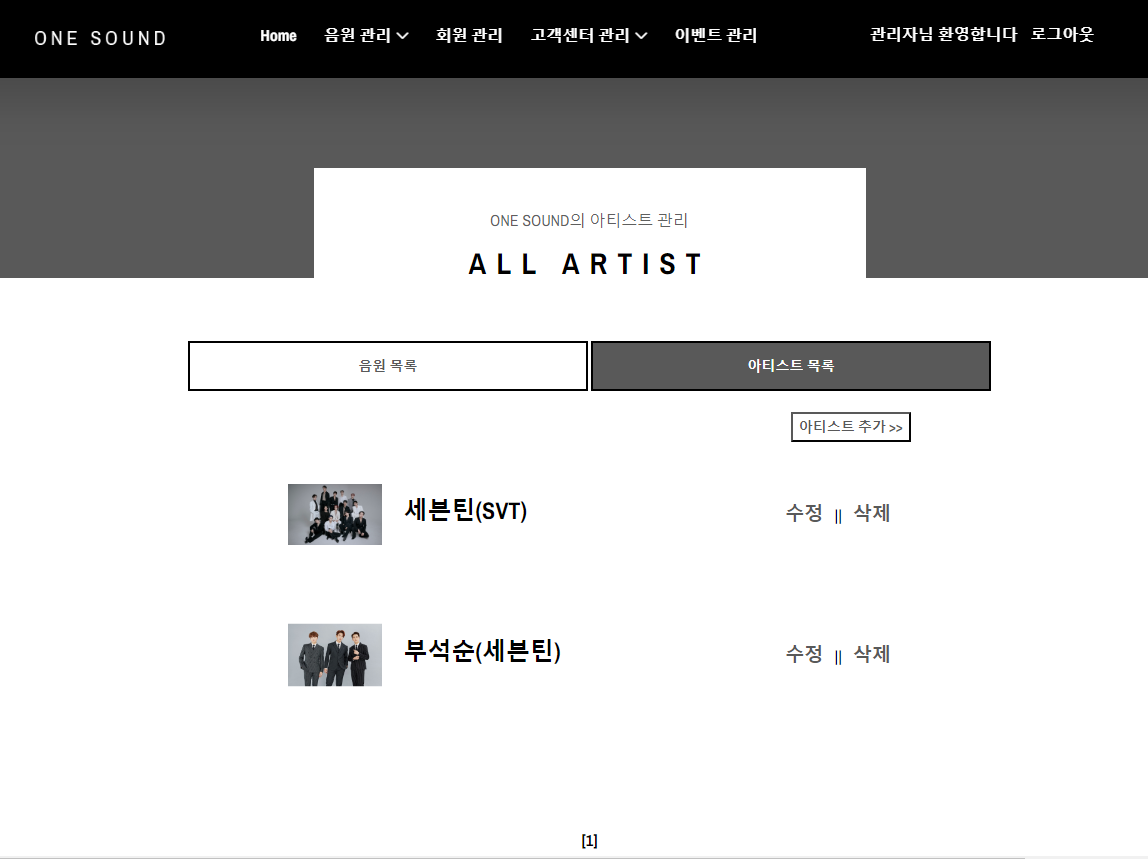 ONE SOUND
Home 음원 관리 회원 관리 고객센터 관리 이벤트 관리
관리자님 환영합니다 로그아웃
ONE SOUND의 아티스트 관리
ALL ARTIST
음원 목록
아티스트 목록
아티스트 추가 >>
세븐틴(SVT)
수정 || 삭제
부석순(세븐틴)
수정 || 삭제
[1]